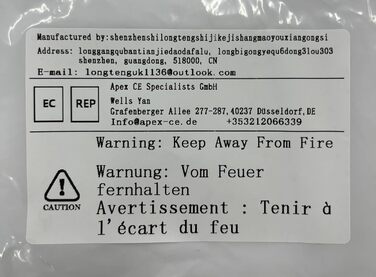 Manufactured by:shenzhenshilongtengshijikejishangmaoyouxiangongsi
Address: longgangqubantianjiedaodafalu, longbigongyequ6dong3lou303
shenzhen, guangdong, 518000, CN
E-mail: longtengukl136@outlook.com
EC REP
Apex CE Specialists GmbH
Wells Yan
Grafenberger Allee 277-287,40237 Düsseldorf,DE
Info@apex-ce.de +353212066339
Warning: Keep Away From Fire
Warnung: Vom Feuer
fernhalten
Avertissement : Tenir à
l'écart du feu
CAUTION